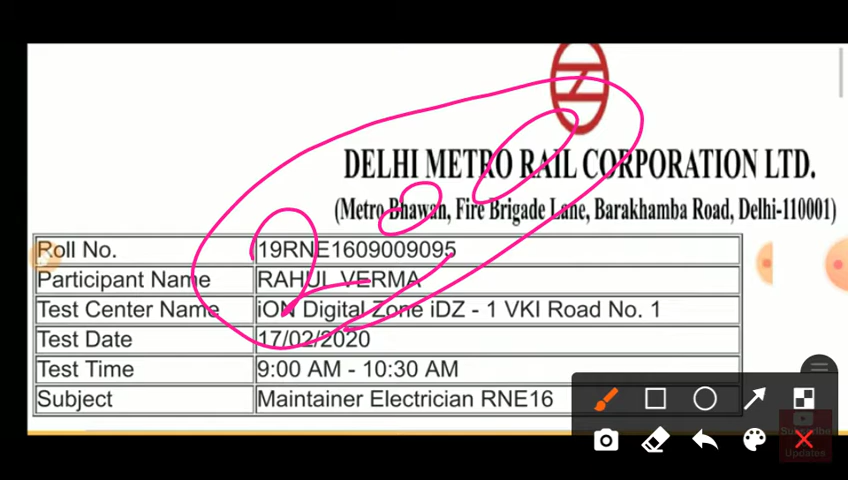 DELHI METRO RAIL CORPORATION LTD.
(Metro Bhawan, Fire Brigade Lane, Barakhamba Road, Delhi-110001)
Roll No. 19RNE1609009095
Participant Name RAHUL VERMA
Test Center Name iON Digital Zone iDZ - 1 VKI Road No. 1
Test Date 17/02/2020
Test Time 9:00 AM - 10:30 AM
Subject Maintainer Electrician RNE16
Subscribe
Updates